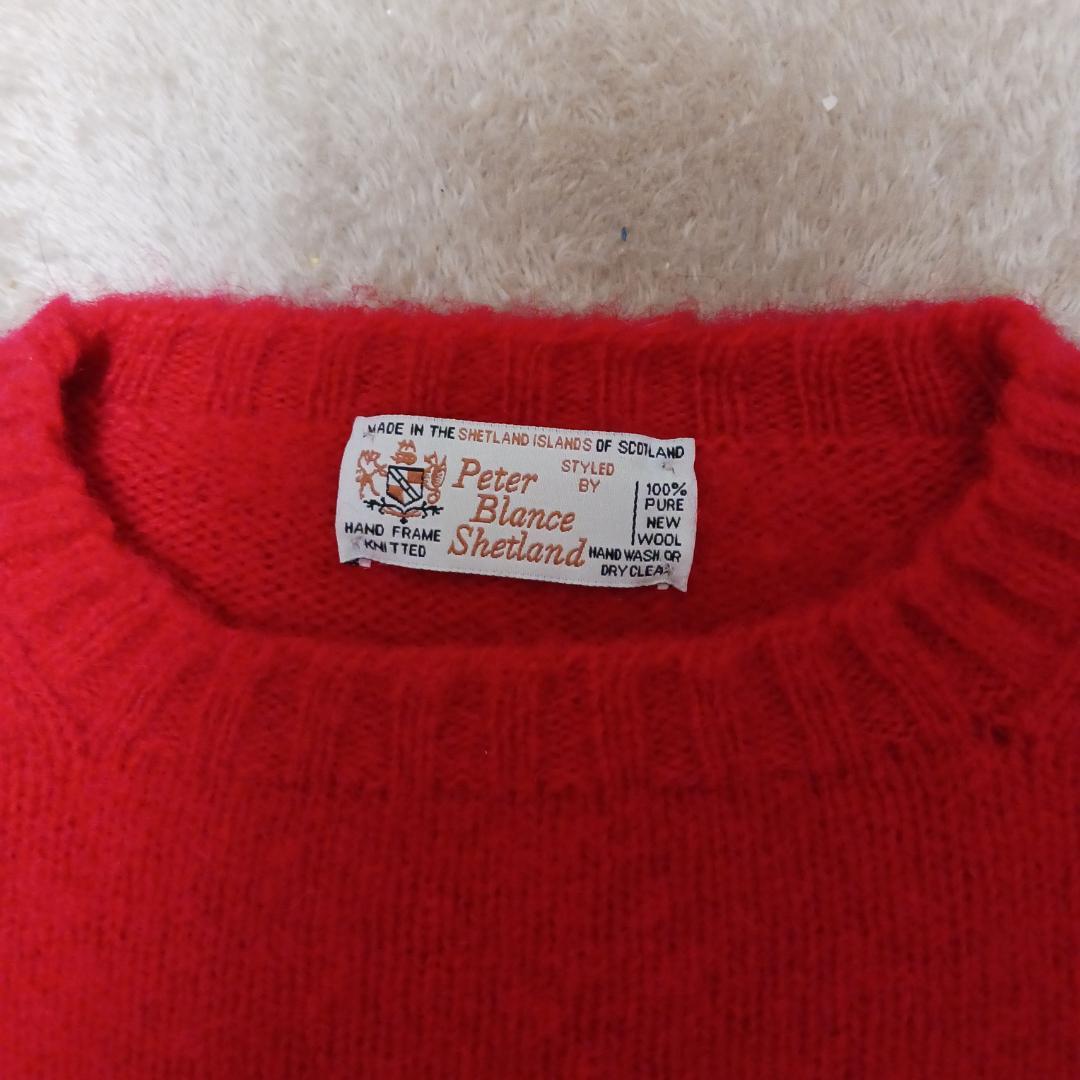 MADE IN THE SHETLAND ISLANDS OF SCOTLAND
STYLED
BY
Peter
Blance
Shetland
HAND FRAME
KNITTED
100%
PURE
NEW
WOOL
HAND WASH OR
DRY CLEAN